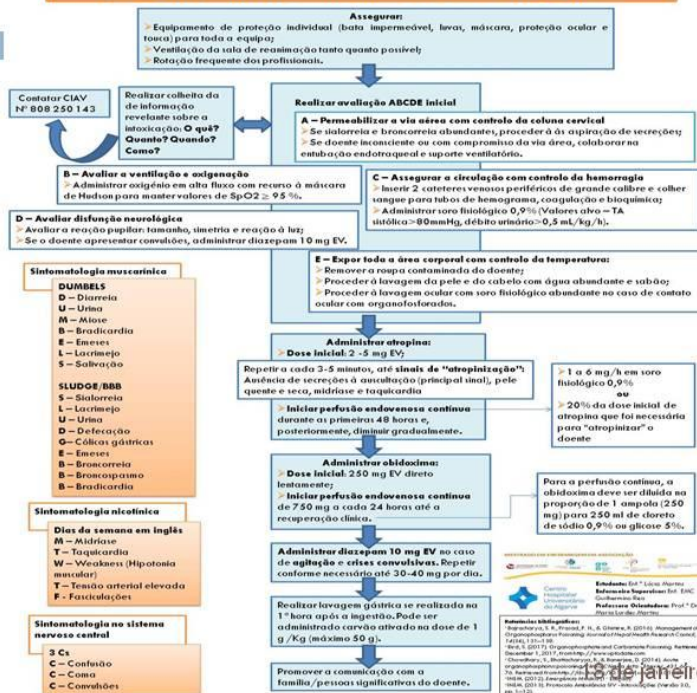 Assegurar:
Equipamento de proteção individual (bata impermeável, luvas, máscara, proteção ocular e
touca) para toda a equipa;
Ventilação da sala de reanimação tanto quanto possível;
Rotação frequente dos profissionais.
Contatar CIAV
Nº 808 250 143
Realizar colheita da
de informação
revelante sobre a
intoxicação: O quê?
Quanto? Quando?
Como?
Realizar avaliação ABCDE inicial
A – Permeabilizar a via aérea com controlo da coluna cervical
Se sialorreia e broncorreia abundantes, proceder à ás aspiração de secreções;
Se doente inconsciente ou com compromisso da via área, colaborar na
entubação endotraqueal e suporte ventilatório.
B – Avaliar a ventilação e oxigenação
Administrar oxigénio em alta fluxo com recurso à máscara
de Hudson para manter valores de SpO2 ≥ 95 %.
C – Assegurar a circulação com controlo da hemorragia
Inserir 2 cateteres venosos periféricos de grande calibre e colher
sangue para tubos de hemograma, coagulação e bioquímica;
Administrar soro fisiológico 0,9% (Valores alvo – TA
sistólica>80mmHg, débito urinário>0,5 mL/kg/h).
D – Avaliar disfunção neurológica
Avaliar a reação pupilar: tamanho, simetria e reação à luz;
Se o doente apresentar convulsões, administrar diazepam 10 mg EV.
E – Expor toda a área corporal com controlo da temperatura:
Remover a roupa contaminada do doente;
Proceder à lavagem da pele e do cabelo com água abundante e sabão;
Proceder à lavagem ocular com soro fisiológico abundante no caso de contato
ocular com organofosforados.
Sintomatologia muscarínica
DUMBELS
D – Diarreia
U – Urina
M – Miose
B – Bradicardia
E – Emeses
L – Lacrimejo
S – Salivação
SLUDGE/BBB
S – Sialorreia
L – Lacrimejo
U – Urina
D – Defecação
G – Cólicas gástricas
E – Emeses
B – Broncorreia
B – Broncospasmo
B – Bradicardia
Administrar atropina:
Dose inicial: 2 -5 mg EV;
Repetir a cada 3-5 minutos, até sinais de "atropinização":
Ausência de secreções à auscultação (principal sinal), pele
quente e seca, midríase e taquicardia
Iniciar perfusão endovenosa contínua
durante as primeiras 48 horas e,
posteriormente, diminuir gradualmente.
1 a 6 mg/h em soro
fisiológico 0,9%
ou
20% da dose inicial de
atropina que foi necessária
para "atropinizar" o
doente
Administrar obidoxima:
Dose inicial: 250 mg EV direto
lentamente;
Iniciar perfusão endovenosa contínua
de 750 mg a cada 24 horas até a
recuperação clínica.
Para a perfusão contínua, a
obidoxima deve ser diluída na
proporção de 1 ampola (250
mg) para 250 ml de cloreto
de sódio 0,9% ou glicose 5%.
Sintomatologia nicotínica
Dias da semana em inglês
M – Midríase
T – Taquicardia
W – Weakness (Hipotonia
muscular)
T – Tensão arterial elevada
F - Fasciculações
Administrar diazepam 10 mg EV no caso
de agitação e crises convulsivas. Repetir
conforme necessário até 30-40 mg por dia.
Realizar lavagem gástrica se realizada na
1ª hora após a ingestão. Pode ser
administrado carvão ativado na dose de 1
g /Kg (máximo 50 g).
Promover a comunicação com a
família/pessoas significativas do doente.
Sintomatologia no sistema
nervoso central
3 Cs
C – Confusão
C – Coma
C – Convulsões
Centro
Hospitalar
Universitário
do Algarve
Referências bibliográficas:
18 de janeir